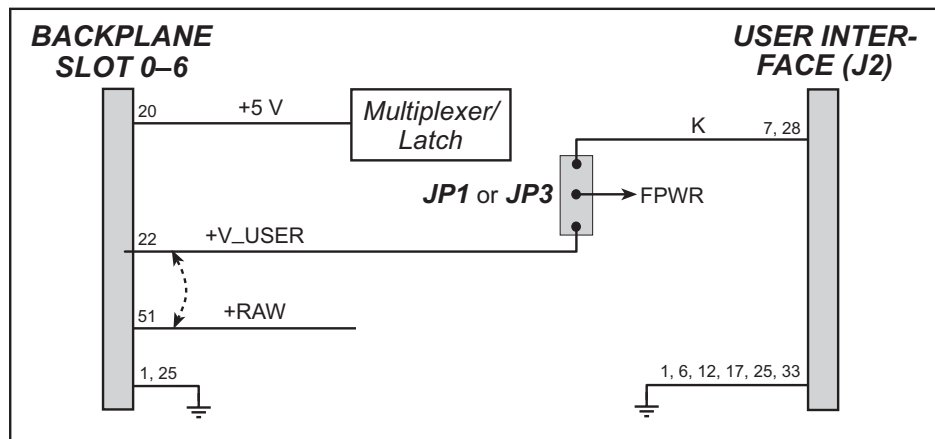 BACKPLANE
SLOT 0–6
USER INTER-
FACE (J2)
20
+5 V
Multiplexer/
Latch
K
7, 28
JP1 or JP3
FPWR
22
+V_USER
51
+RAW
1, 25
1, 6, 12, 17, 25, 33